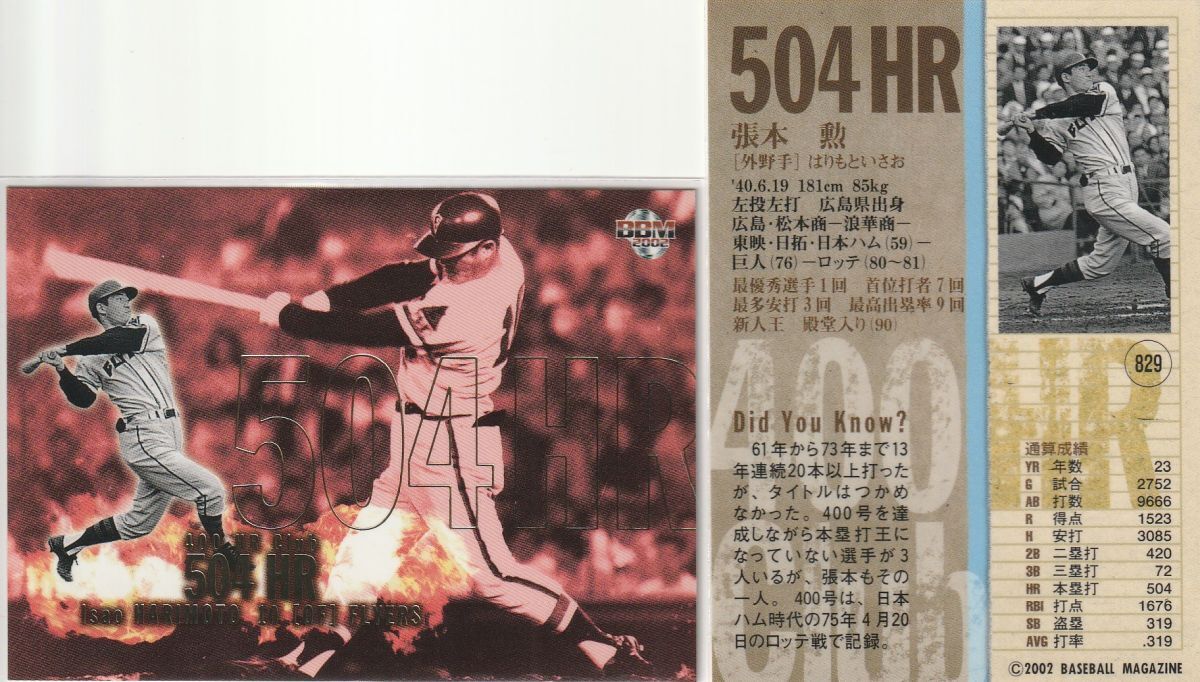 BBM
2002
504 HR
400 HR Club
504 HR
Isao HARIMOTO
FLYERS
504 HR
張本 勲
[外野手] はりもといさお
'40.6.19 181cm 85kg
左投左打 広島県出身
広島・松本商ー浪華商ー
東映・日拓・日本ハム(59)ー
巨人(76)ーロッテ(80〜81)
最優秀選手1回 首位打者7回
最多安打3回 最高出塁率9回
新人王 殿堂入り(90)
400 HR
Club
Did You Know?
61年から73年まで13
年連続20本以上打った
が、タイトルはつかめ
なかった。400号を達
成しながら本塁打王に
なっていない選手が3
人いるが、張本もその
一人。400号は、日本
ハム時代の75年4月20
日のロッテ戦で記録。
829
通算成績
YR 年数 23
G 試合 2752
AB 打数 9666
R 得点 1523
H 安打 3085
2B 二塁打 420
3B 三塁打 72
HR 本塁打 504
RBI 打点 1676
SB 盗塁 319
AVG 打率 .319
©2002 BASEBALL MAGAZINE